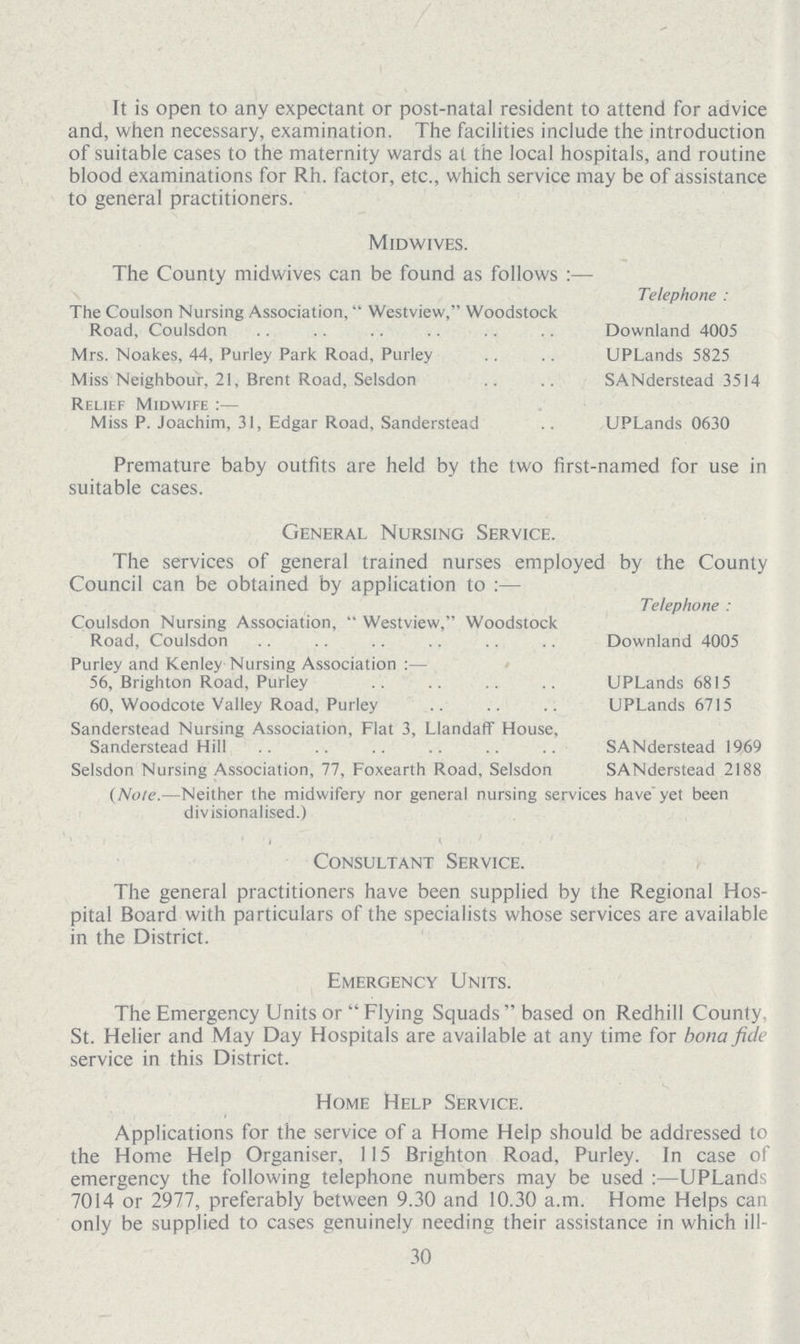 It is open to any expectant or post-natal resident to attend for advice
and, when necessary, examination. The facilities include the introduction
of suitable cases to the maternity wards at the local hospitals, and routine
blood examinations for Rh. factor, etc., which service may be of assistance
to general practitioners.
MIDWIVES.
The County midwives can be found as follows :—
Telephone :
The Coulson Nursing Association, “ Westview,” Woodstock
Road, Coulsdon .. .. .. .. .. .. Downland 4005
Mrs. Noakes, 44, Purley Park Road, Purley .. .. UPLands 5825
Miss Neighbour, 21, Brent Road, Selsdon .. .. SANderstead 3514
RELIEF MIDWIFE :—
Miss P. Joachim, 31, Edgar Road, Sanderstead .. UPLands 0630
Premature baby outfits are held by the two first-named for use in
suitable cases.
GENERAL NURSING SERVICE.
The services of general trained nurses employed by the County
Council can be obtained by application to :—
Telephone :
Coulsdon Nursing Association, “ Westview,” Woodstock
Road, Coulsdon .. .. .. .. .. .. Downland 4005
Purley and Kenley Nursing Association :—
56, Brighton Road, Purley .. .. .. .. UPLands 6815
60, Woodcote Valley Road, Purley .. .. .. UPLands 6715
Sanderstead Nursing Association, Flat 3, Llandaff House,
Sanderstead Hill .. .. .. .. .. .. SANderstead 1969
Selsdon Nursing Association, 77, Foxearth Road, Selsdon SANderstead 2188
(Note.—Neither the midwifery nor general nursing services have yet been
divisionalised.)
CONSULTANT SERVICE.
The general practitioners have been supplied by the Regional Hos-
pital Board with particulars of the specialists whose services are available
in the District.
EMERGENCY UNITS.
The Emergency Units or “ Flying Squads ” based on Redhill County,
St. Helier and May Day Hospitals are available at any time for bona fide
service in this District.
HOME HELP SERVICE.
Applications for the service of a Home Help should be addressed to
the Home Help Organiser, 115 Brighton Road, Purley. In case of
emergency the following telephone numbers may be used :—UPLands
7014 or 2977, preferably between 9.30 and 10.30 a.m. Home Helps can
only be supplied to cases genuinely needing their assistance in which ill-
30